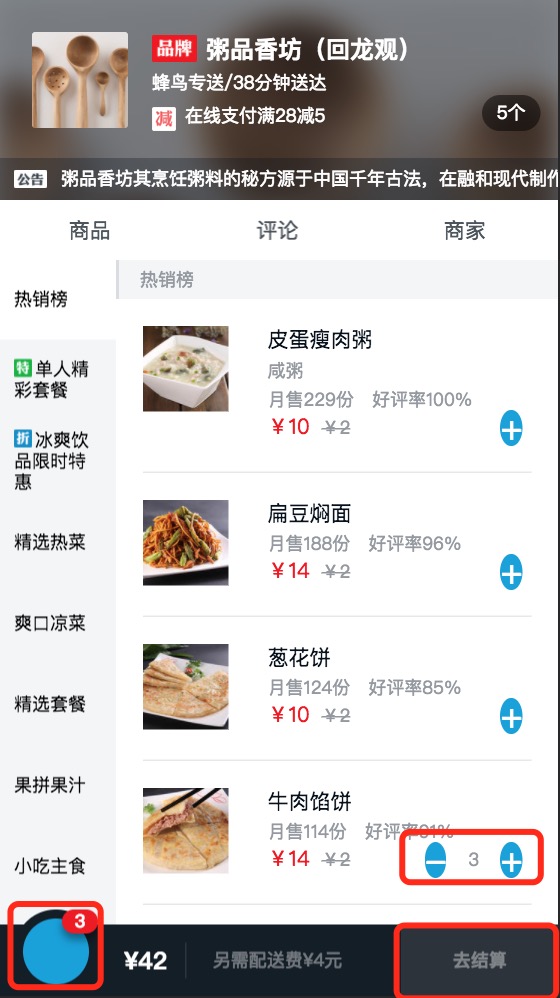 品牌 粥品香坊（回龙观）
蜂鸟专送/38分钟送达
减 在线支付满28减5
5个
公告 粥品香坊其烹饪粥料的秘方源于中国千年古法，在融和现代制作
商品 评论 商家
热销榜
特 单人精
彩套餐
折 冰爽饮
品限时特
惠
精选热菜
爽口凉菜
精选套餐
果拼果汁
小吃主食
热销榜
皮蛋瘦肉粥
咸粥
月售229份 好评率100%
￥10 ￥2
扁豆焖面
月售188份 好评率96%
￥14 ￥2
葱花饼
月售124份 好评率85%
￥10 ￥2
牛肉馅饼
月售114份 好评率91%
￥14 ￥2
3
3
¥42 另需配送费¥4元 去结算